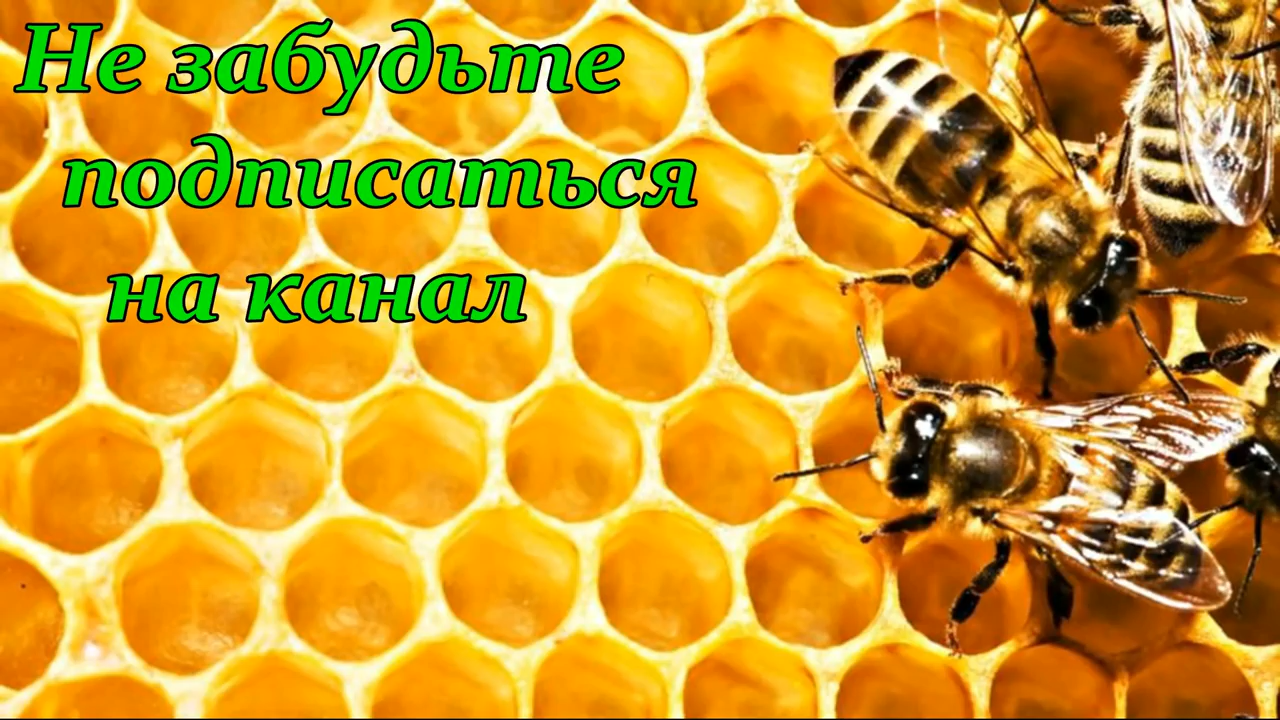 Не забудьте
подписаться
на канал